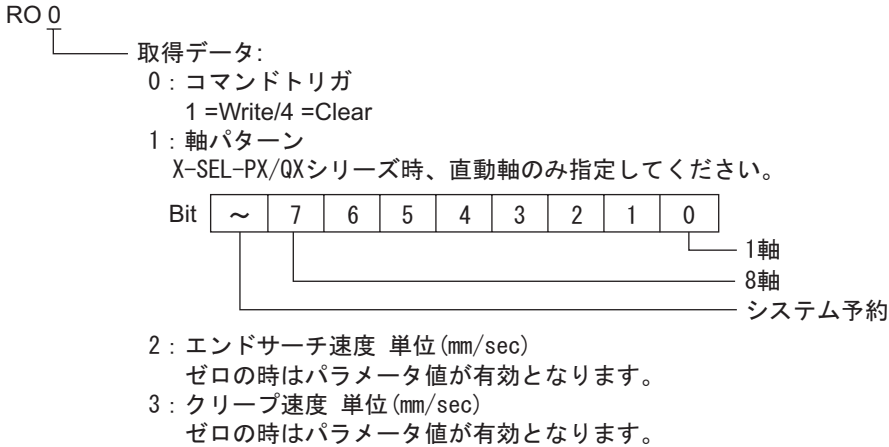 RO 0
取得データ:
0：コマンドトリガ
1 =Write/4 =Clear
1：軸パターン
X-SEL-PX/QXシリーズ時、直動軸のみ指定してください。
Bit ～ 7 6 5 4 3 2 1 0
1軸
8軸
システム予約
2：エンドサーチ速度 単位(mm/sec)
ゼロの時はパラメータ値が有効となります。
3：クリープ速度 単位(mm/sec)
ゼロの時はパラメータ値が有効となります。